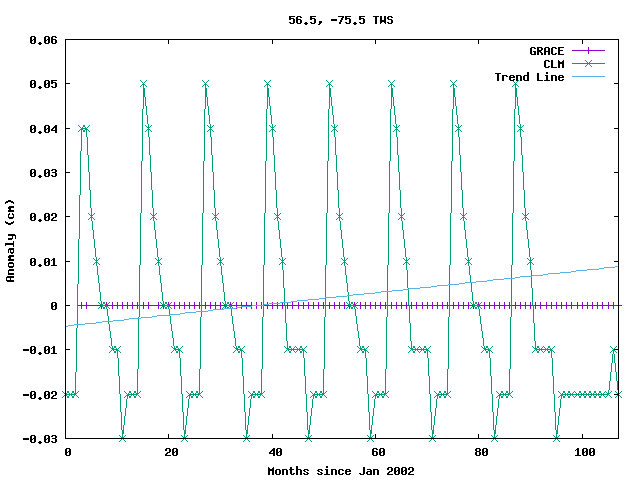 56.5, -75.5 TWS
GRACE
CLM
Trend Line
0.06
0.05
0.04
0.03
0.02
0.01
0
-0.01
-0.02
-0.03
Anomaly (cm)
0 20 40 60 80 100
Months since Jan 2002